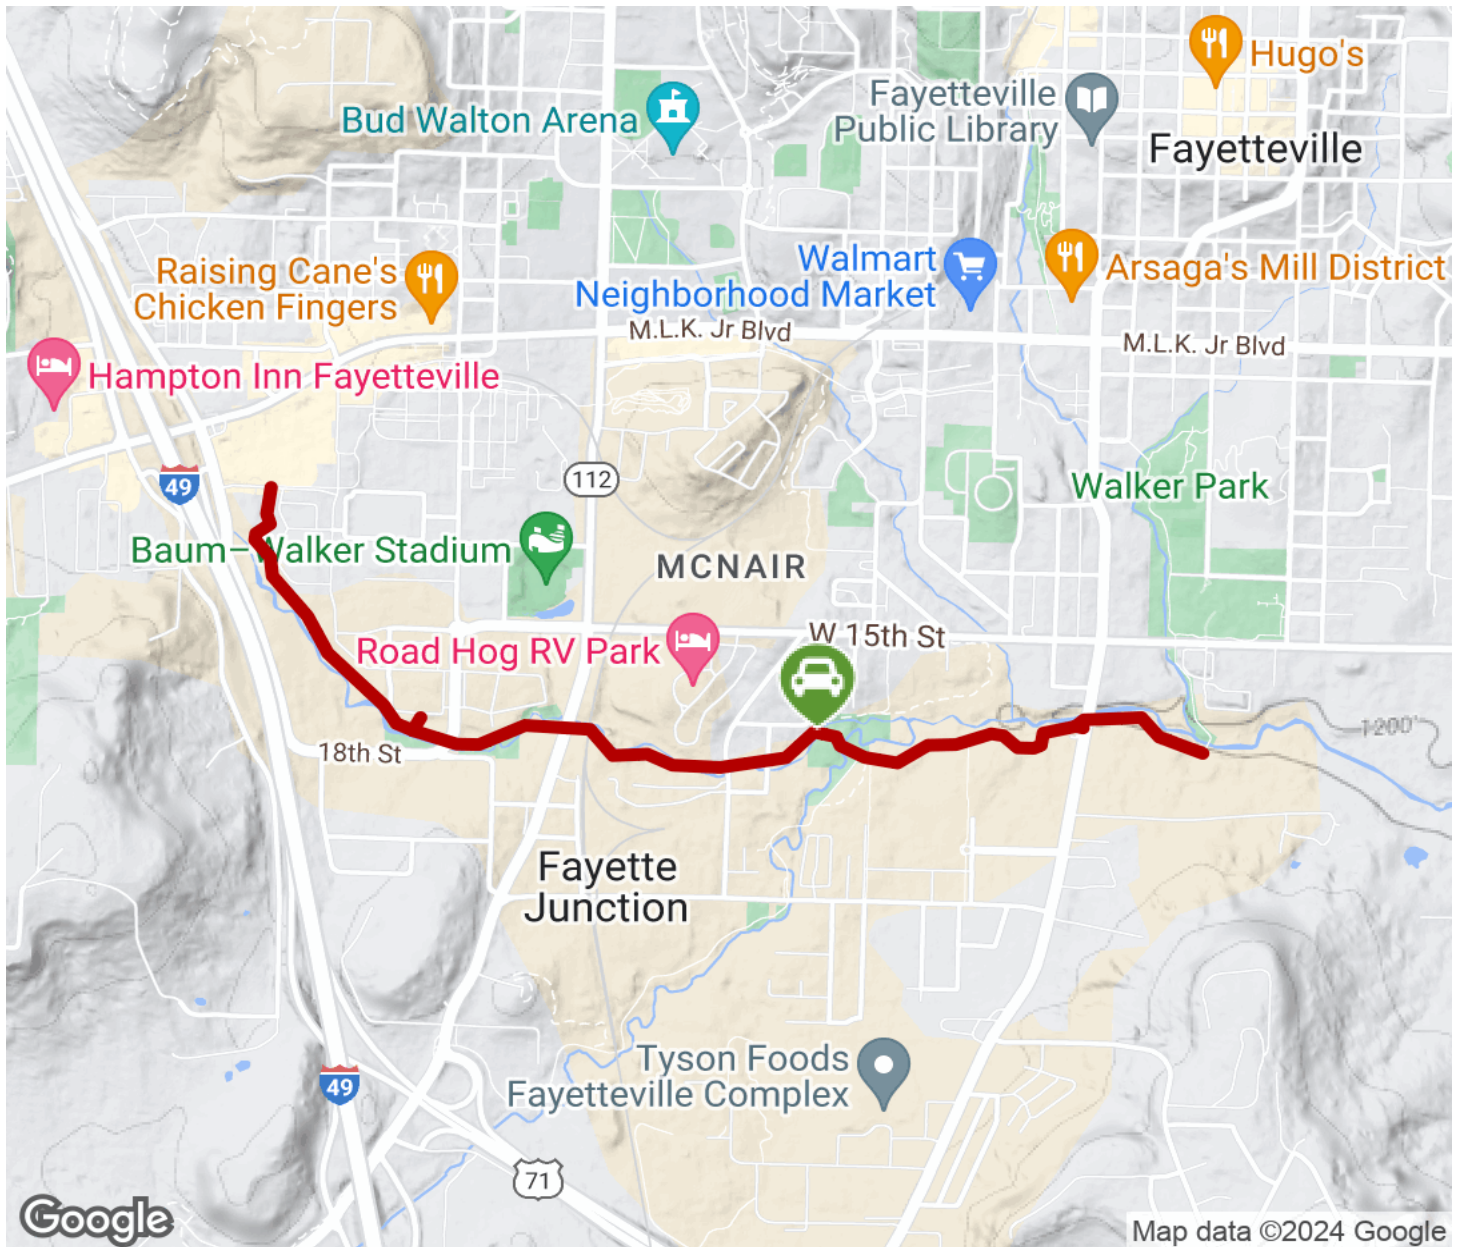 Hugo's
Fayetteville
Public Library
Bud Walton Arena
Fayetteville
Walmart
Neighborhood Market
Arsaga's Mill District
Raising Cane's
Chicken Fingers
M.L.K. Jr Blvd
M.L.K. Jr Blvd
Hampton Inn Fayetteville
49
112
Walker Park
Baum–Walker Stadium
MCNAIR
W 15th St
Road Hog RV Park
1200'
18th St
Fayette
Junction
Tyson Foods
Fayetteville Complex
49
71
Google
Map data ©2024 Google